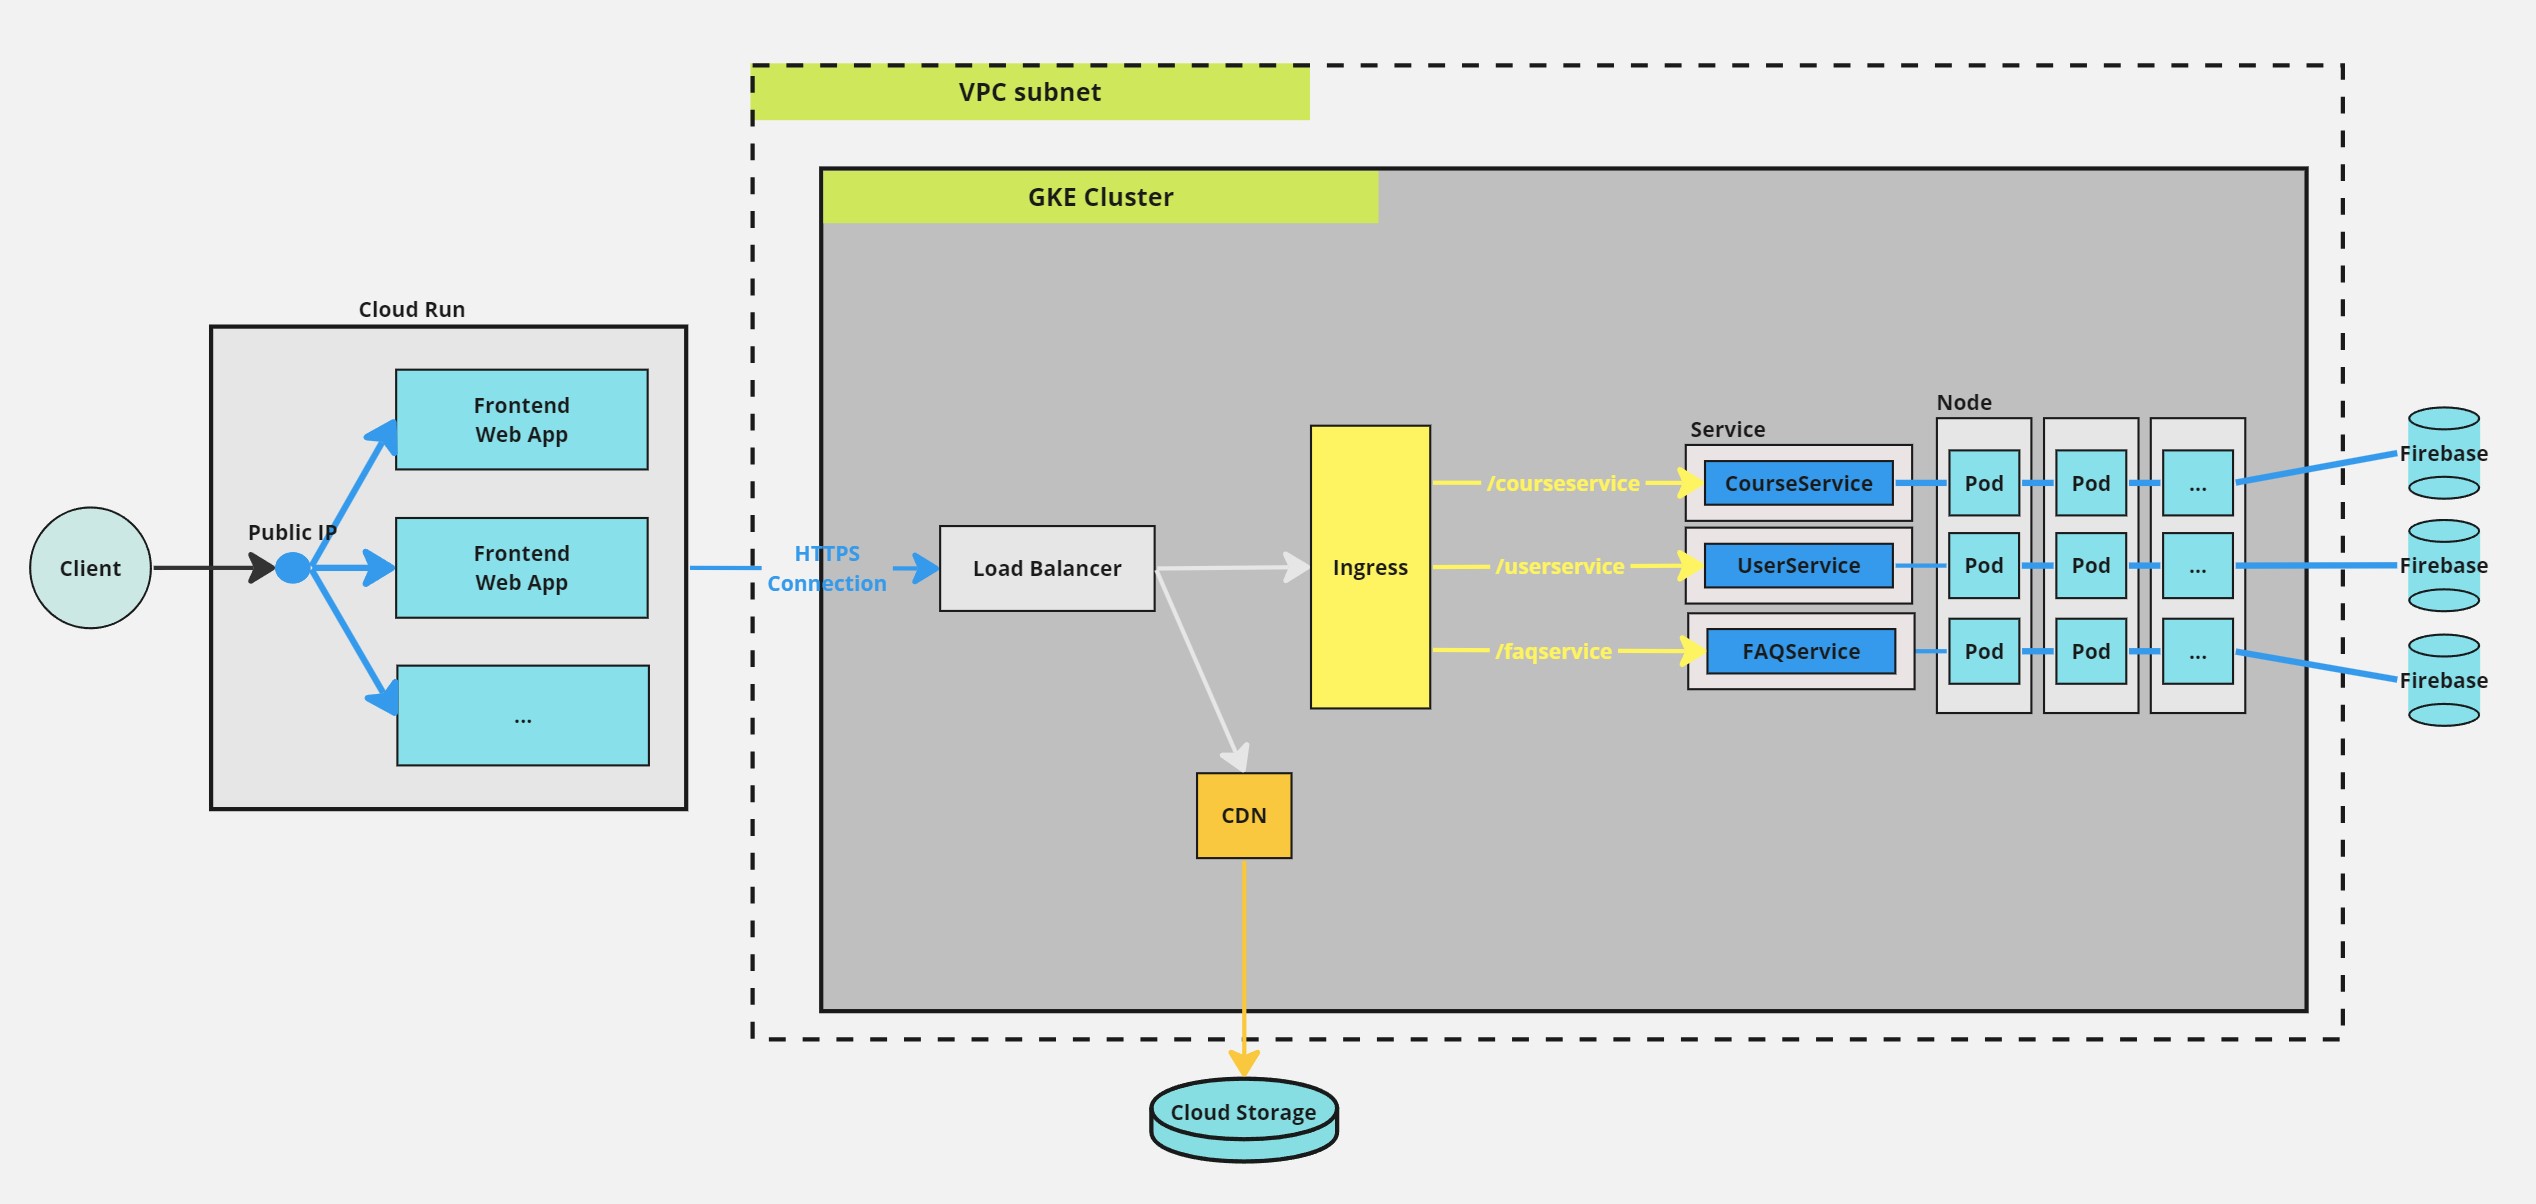 VPC subnet
GKE Cluster
Cloud Run
Frontend
Web App
Public IP
Frontend
Web App
Client
...
HTTPS
Connection
Load Balancer
Ingress
CDN
Cloud Storage
/courseservice
/userservice
/faqservice
Service
CourseService
UserService
FAQService
Node
Pod
Pod
...
Pod
Pod
...
Pod
Pod
...
Firebase
Firebase
Firebase